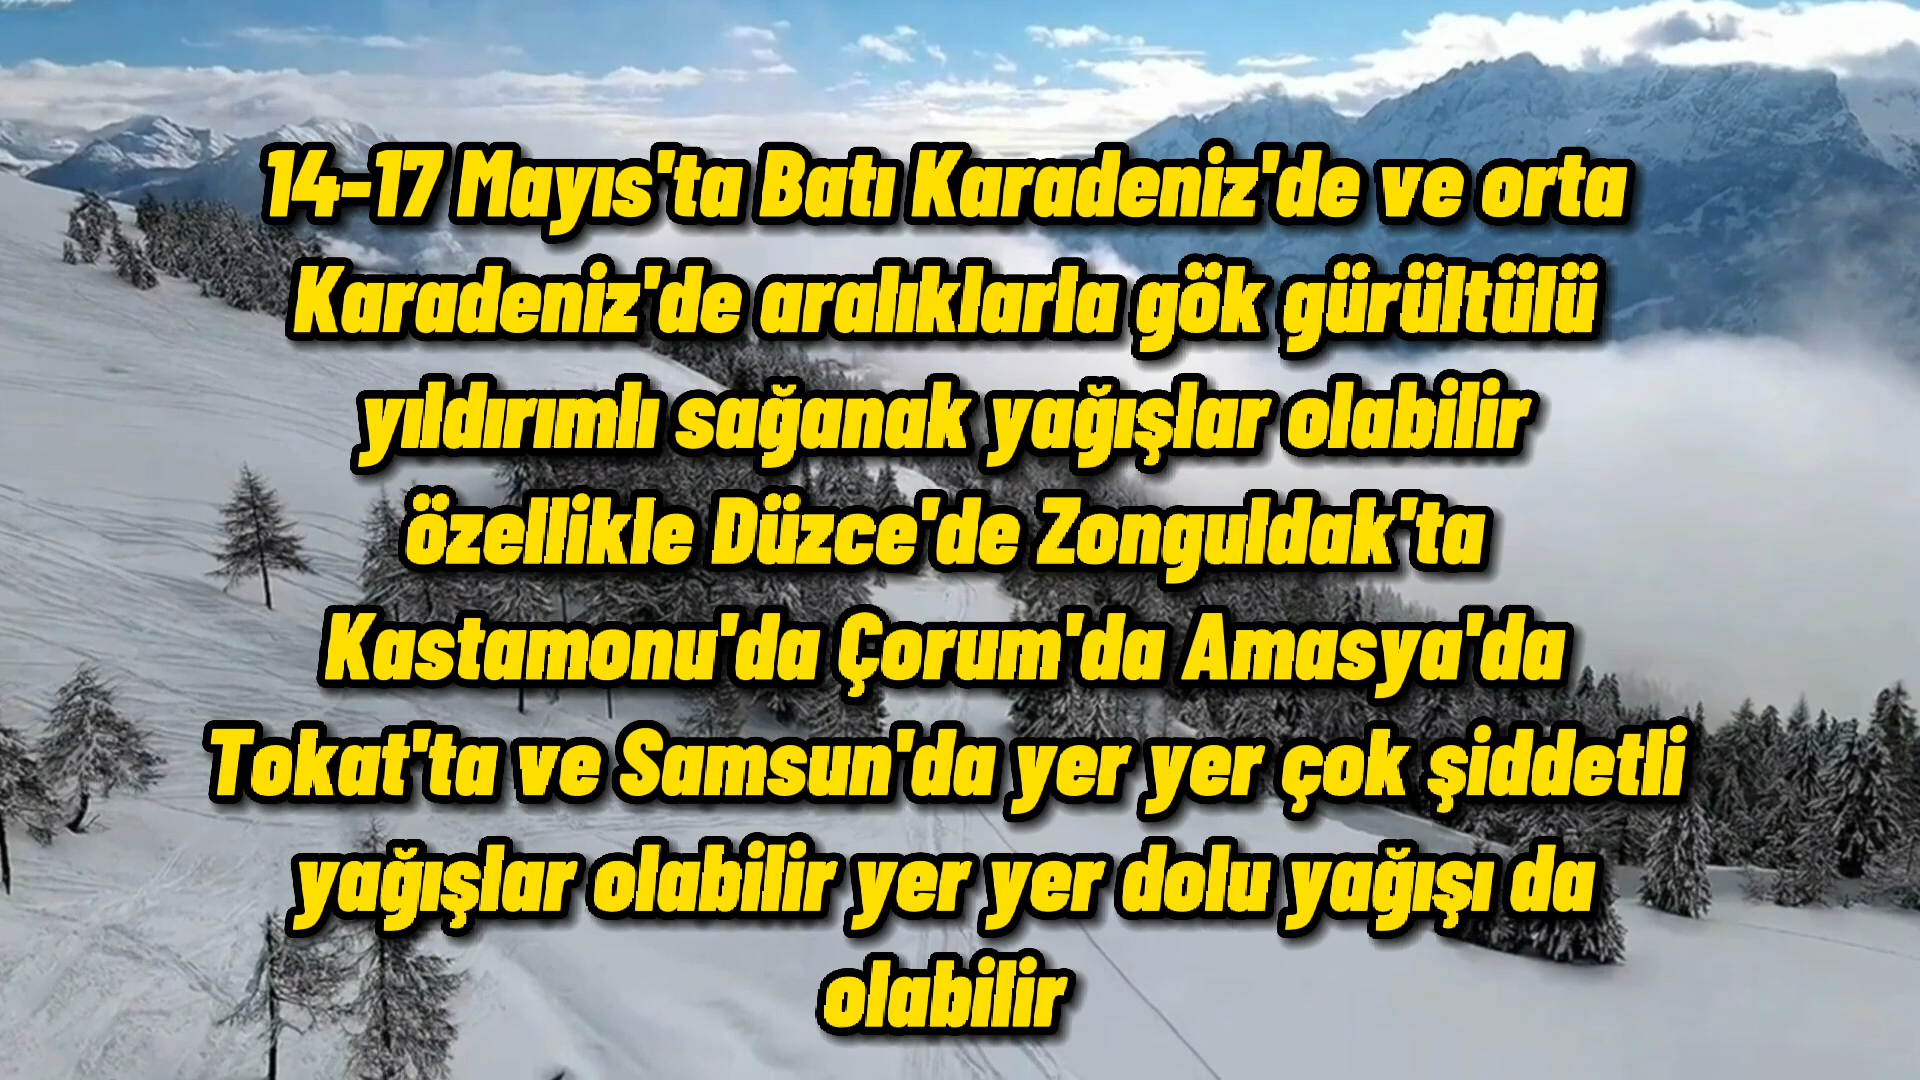 14-17 Mayıs'ta Batı Karadeniz'de ve orta
Karadeniz'de aralıklarla gök gürültülü
yıldırımlı sağanak yağışlar olabilir
özellikle Düzce'de Zonguldak'ta
Kastamonu'da Çorum'da Amasya'da
Tokat'ta ve Samsun'da yer yer çok şiddetli
yağışlar olabilir yer yer dolu yağışı da
olabilir